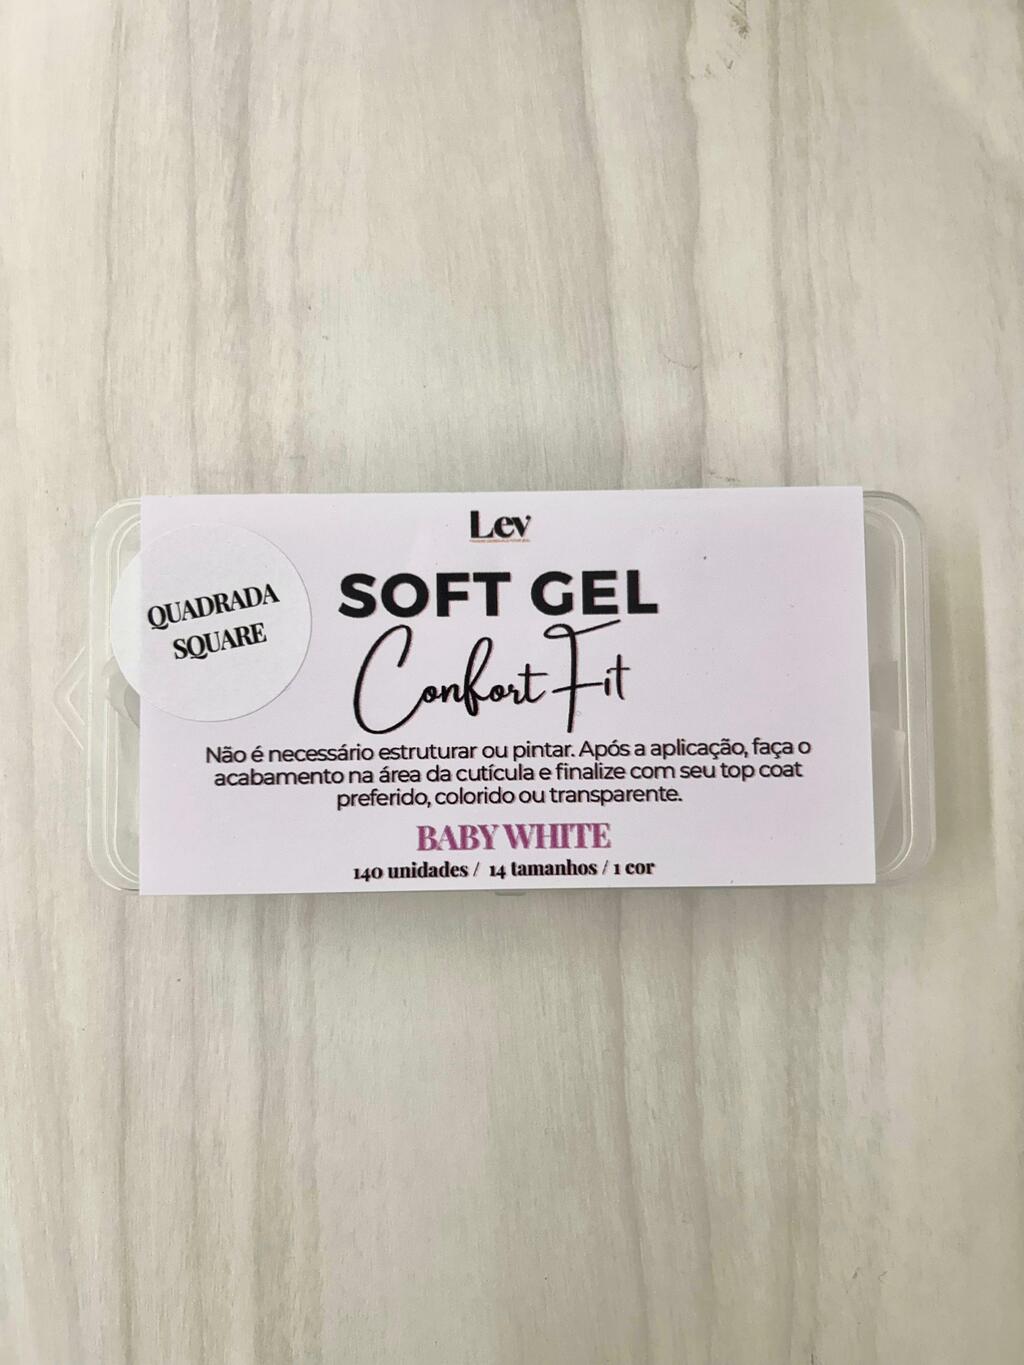 Lev
QUADRADA
SQUARE
SOFT GEL
Confort Fit
Não é necessário estruturar ou pintar. Após a aplicação, faça o
acabamento na área da cutícula e finalize com seu top coat
preferido, colorido ou transparente.
BABY WHITE
140 unidades / 14 tamanhos / 1 cor